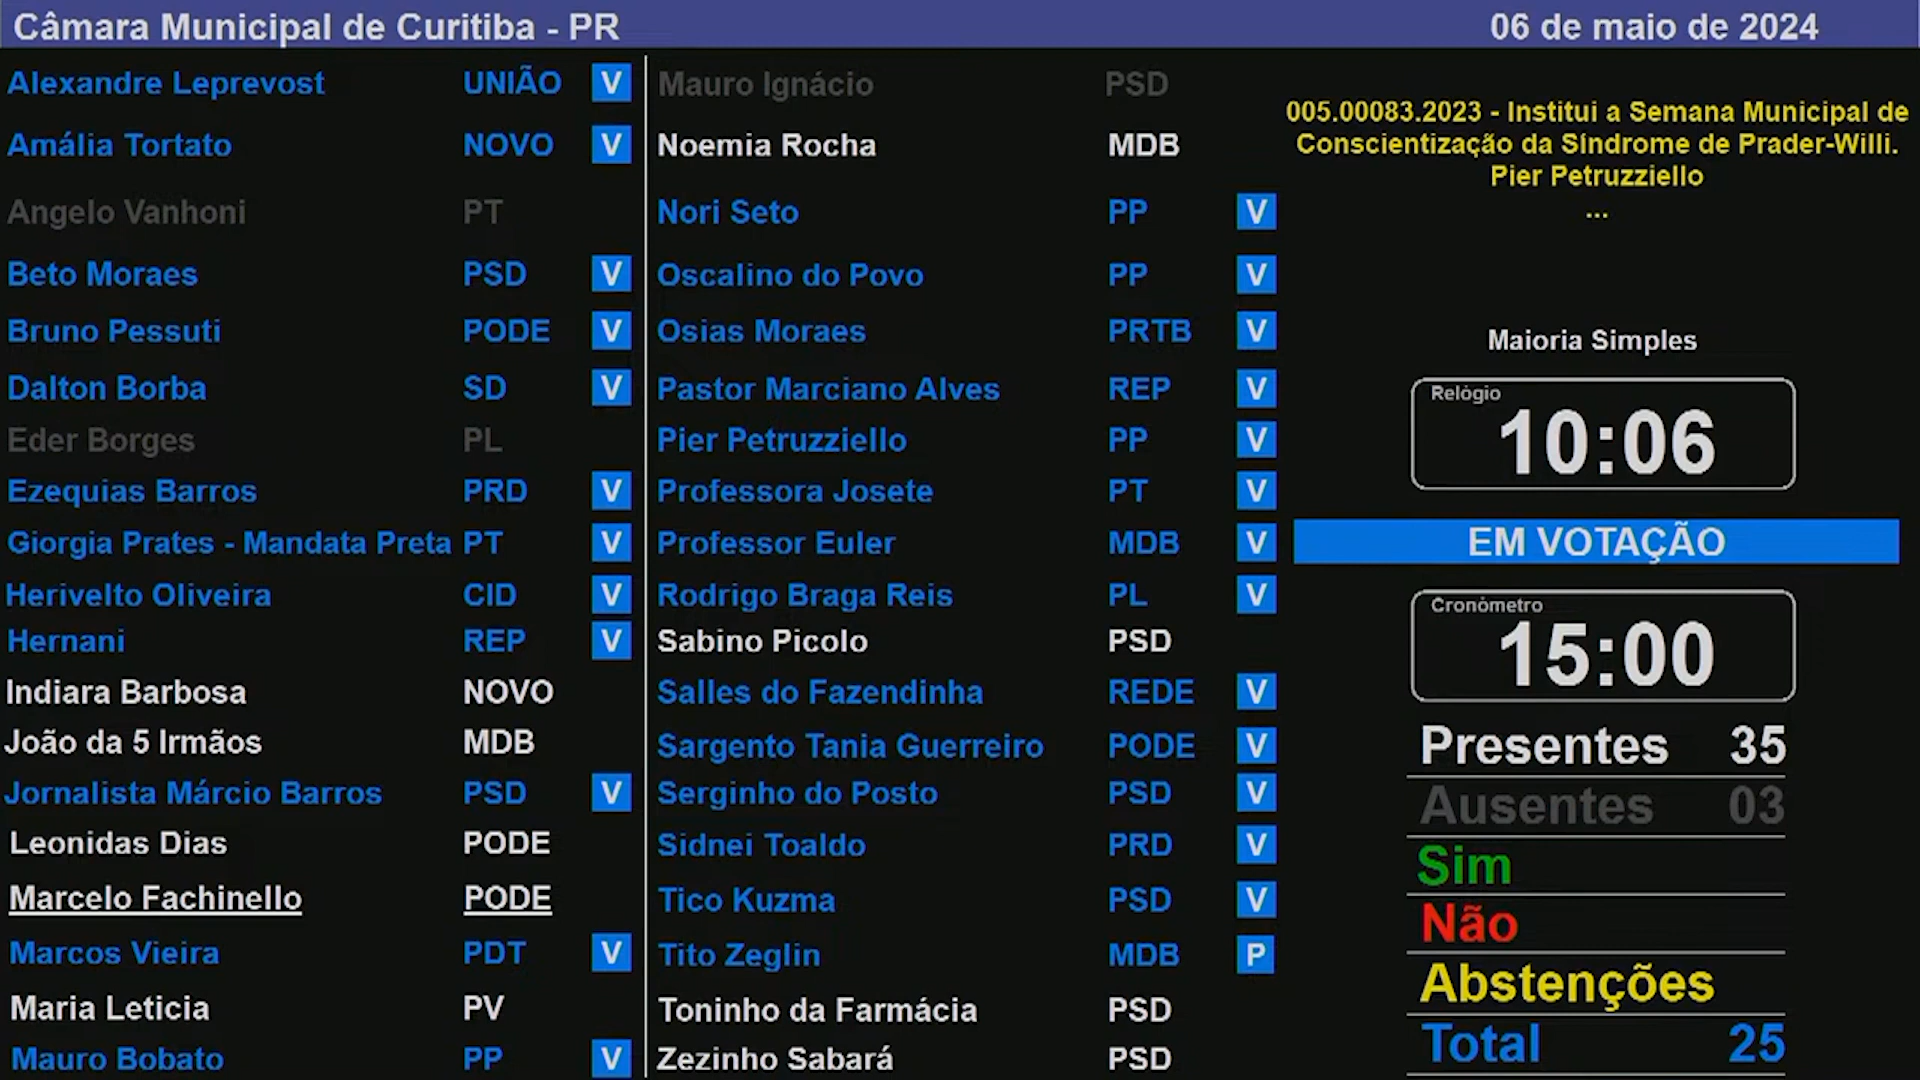 Câmara Municipal de Curitiba - PR 06 de maio de 2024
Alexandre Leprevost UNIÃO V
Amália Tortato NOVO V
Angelo Vanhoni PT
Beto Moraes PSD V
Bruno Pessuti PODE V
Dalton Borba SD V
Eder Borges PL
Ezequias Barros PRD V
Giorgia Prates - Mandata Preta PT V
Herivelto Oliveira CID V
Hernani REP V
Indiara Barbosa NOVO
João da 5 Irmãos MDB
Jornalista Márcio Barros PSD V
Leonidas Dias PODE
Marcelo Fachinello PODE
Marcos Vieira PDT V
Maria Leticia PV
Mauro Bobato PP V
Mauro Ignácio PSD
Noemia Rocha MDB
Nori Seto PP V
Oscalino do Povo PP V
Osias Moraes PRTB V
Pastor Marciano Alves REP V
Pier Petruzziello PP V
Professora Josete PT V
Professor Euler MDB V
Rodrigo Braga Reis PL V
Sabino Picolo PSD
Salles do Fazendinha REDE V
Sargento Tania Guerreiro PODE V
Serginho do Posto PSD V
Sidnei Toaldo PRD V
Tico Kuzma PSD V
Tito Zeglin MDB P
Toninho da Farmácia PSD
Zezinho Sabará PSD
005.00083.2023 - Institui a Semana Municipal de
Conscientização da Síndrome de Prader-Willi.
Pier Petruzziello
...
Maioria Simples
Relógio
10:06
EM VOTAÇÃO
Cronômetro
15:00
Presentes 35
Ausentes 03
Sim
Não
Abstenções
Total 25